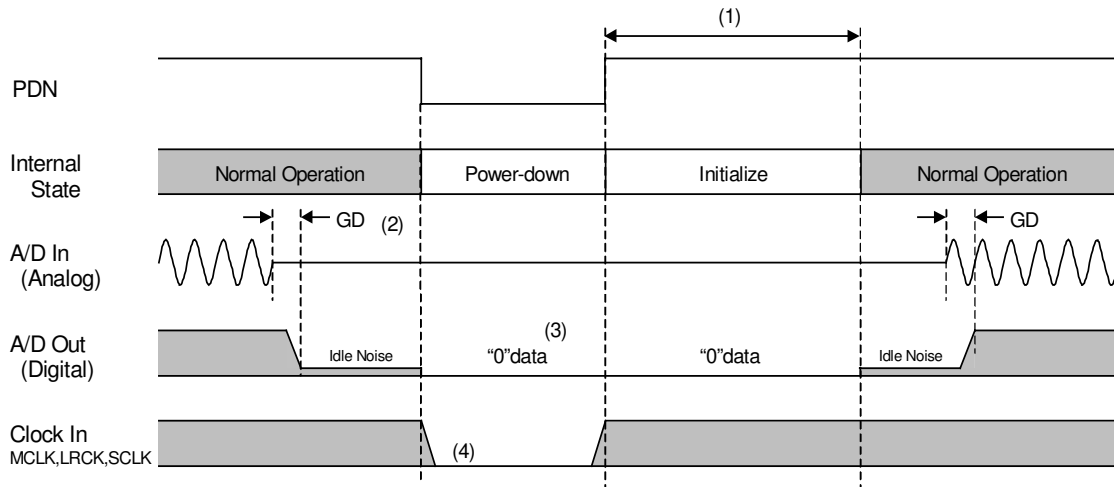 (1)
PDN
Internal
State
Normal Operation
Power-down
Initialize
Normal Operation
GD
(2)
GD
A/D In
(Analog)
A/D Out
(Digital)
Idle Noise
(3)
“0”data
“0”data
Idle Noise
Clock In
MCLK,LRCK,SCLK
(4)